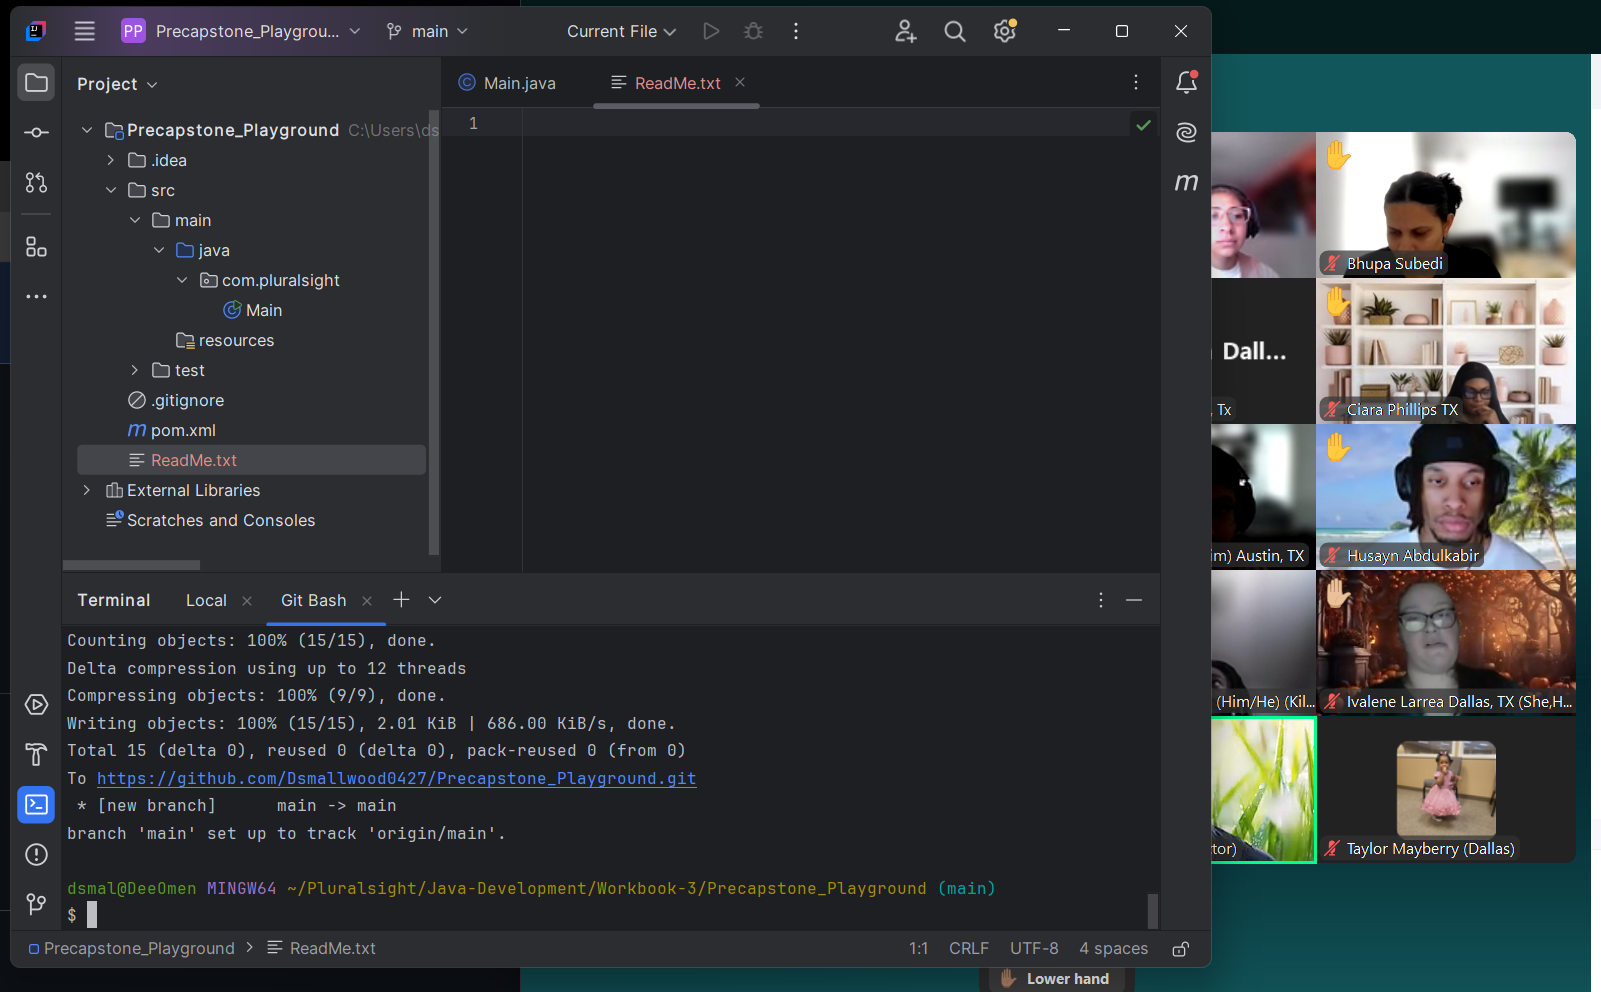 PP Precapstone_Playgrou... main Current File
Project
Main.java ReadMe.txt
Precapstone_Playground C:\Users\ds
.idea
src
main
java
com.pluralsight
Main
resources
test
.gitignore
m pom.xml
ReadMe.txt
External Libraries
Scratches and Consoles
1
m
Terminal Local Git Bash
Counting objects: 100% (15/15), done.
Delta compression using up to 12 threads
Compressing objects: 100% (9/9), done.
Writing objects: 100% (15/15), 2.01 KiB | 686.00 KiB/s, done.
Total 15 (delta 0), reused 0 (delta 0), pack-reused 0 (from 0)
To https://github.com/Dsmallwood0427/Precapstone_Playground.git
* [new branch] main -> main
branch 'main' set up to track 'origin/main'.
dsmal@DeeOmen MINGW64 ~/Pluralsight/Java-Development/Workbook-3/Precapstone_Playground (main)
$
Precapstone_Playground > ReadMe.txt 1:1 CRLF UTF-8 4 spaces
Bhupa Subedi
Dall...
, Tx
Ciara Phillips TX
im) Austin, TX
Husayn Abdulkabir
(Him/He) (Kil...
Ivalene Larrea Dallas, TX (She,H...
tor)
Taylor Mayberry (Dallas)
Lower hand